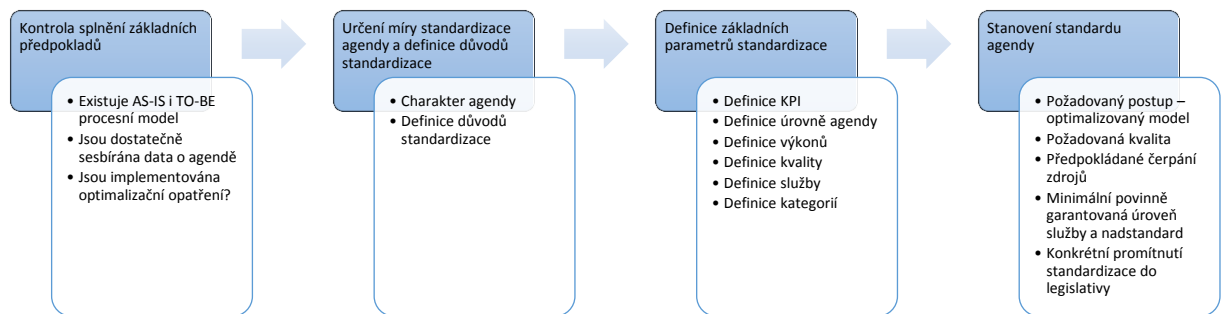 Kontrola splnění základních
předpokladů
• Existuje AS-IS i TO-BE
procesní model
• Jsou dostatečně
sesbírána data o agendě
• Jsou implementována
optimalizační opatření?
Určení míry standardizace
agendy a definice důvodů
standardizace
• Charakter agendy
• Definice důvodů
standardizace
Definice základních
parametrů standardizace
• Definice KPI
• Definice úrovně agendy
• Definice výkonů
• Definice kvality
• Definice služby
• Definice kategorií
Stanovení standardu
agendy
• Požadovaný postup –
optimalizovaný model
• Požadovaná kvalita
• Předpokládané čerpání
zdrojů
• Minimální povinně
garantovaná úroveň
služby a nadstandard
• Konkrétní promítnutí
standardizace do
legislativy